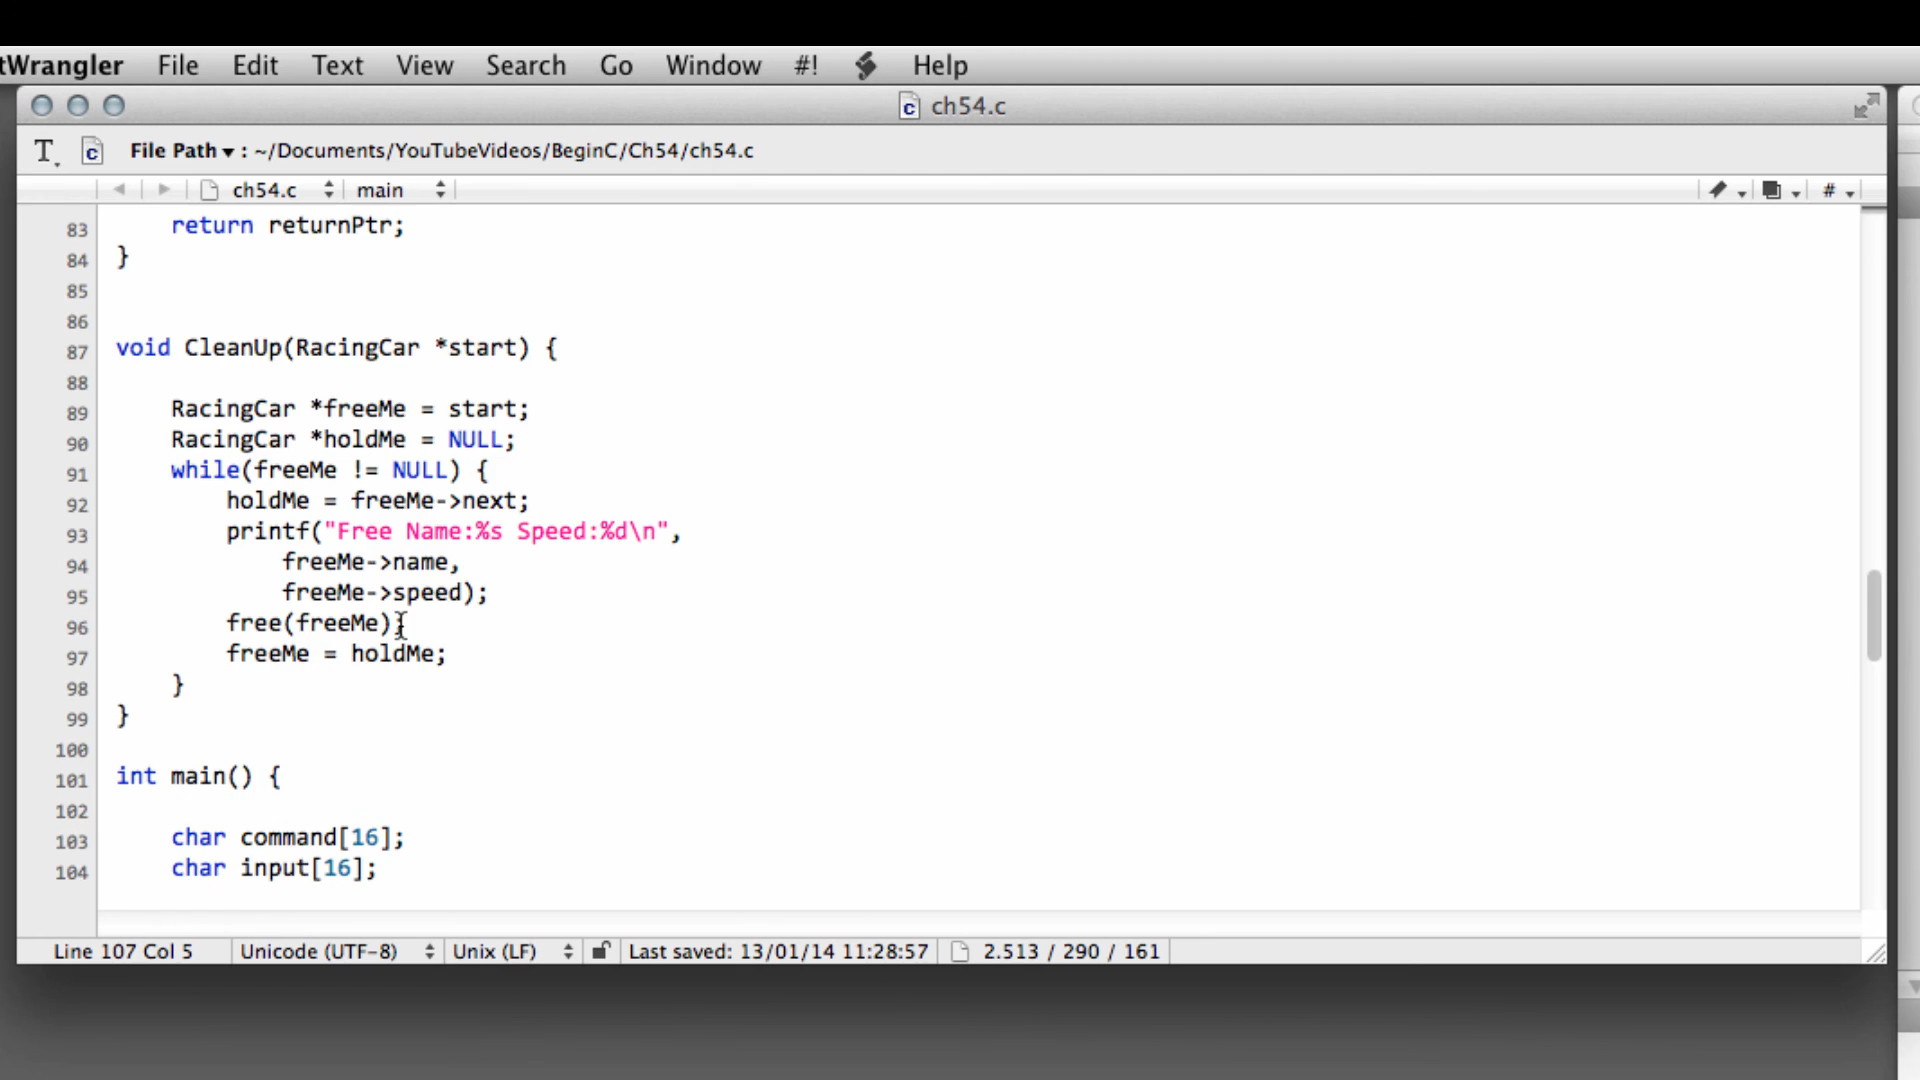 tWrangler File Edit Text View Search Go Window #! Help
ch54.c
T File Path : ~/Documents/YouTubeVideos/BeginC/Ch54/ch54.c
ch54.c main #
83 return returnPtr;
84 }
85
86
87 void CleanUp(RacingCar *start) {
88
89 RacingCar *freeMe = start;
90 RacingCar *holdMe = NULL;
91 while(freeMe != NULL) {
92 holdMe = freeMe->next;
93 printf("Free Name:%s Speed:%d\n",
94 freeMe->name,
95 freeMe->speed);
96 free(freeMe);
97 freeMe = holdMe;
98 }
99 }
100
101 int main() {
102
103 char command[16];
104 char input[16];
Line 107 Col 5 Unicode (UTF-8) Unix (LF) Last saved: 13/01/14 11:28:57 2.513 / 290 / 161